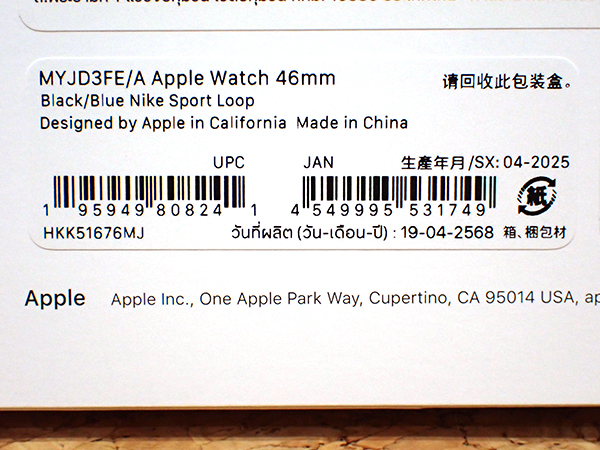 MYJD3FE/A Apple Watch 46mm
请回收此包装盒。
Black/Blue Nike Sport Loop
Designed by Apple in California Made in China
UPC
JAN
生產年月/SX: 04-2025
1 95949 80824 1
4 549995 531749
紙
HKK51676MJ
วันที่ผลิต (วัน-เดือน-ปี) : 19-04-2568
箱、梱包材
Apple Apple Inc., One Apple Park Way, Cupertino, CA 95014 USA,